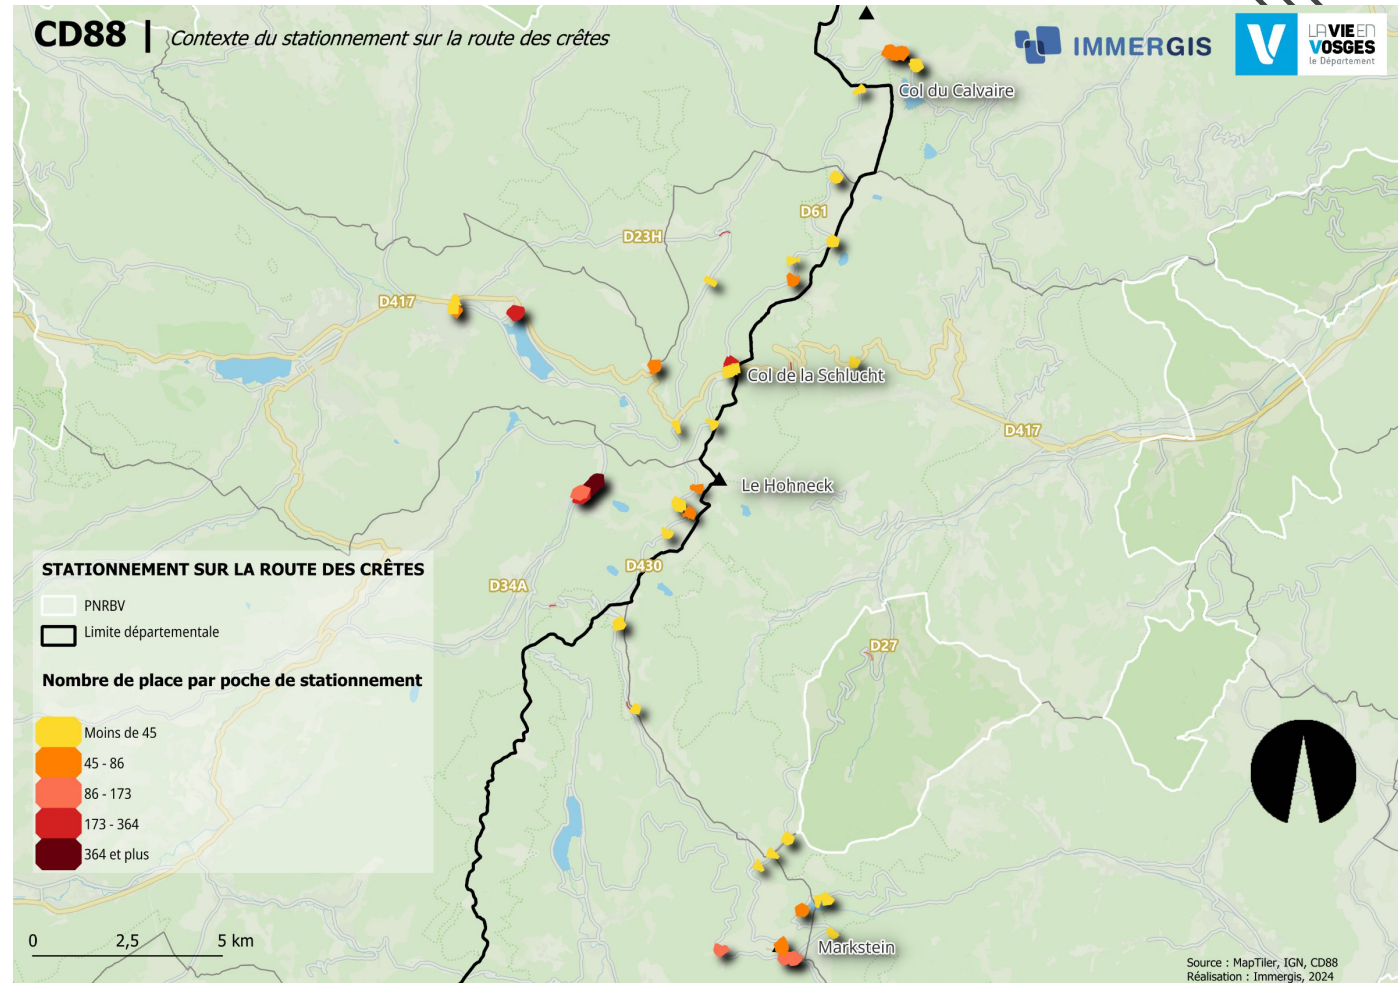 CD88 | Contexte du stationnement sur la route des crêtes
IMMERGIS
LA VIE EN
VOSGES
le Département
Col du Calvaire
D61
D23H
D417
Col de la Schlucht
D417
Le Hohneck
D430
D34A
D27
Markstein
STATIONNEMENT SUR LA ROUTE DES CRÊTES
PNRBV
Limite départementale
Nombre de place par poche de stationnement
Moins de 45
45 - 86
86 - 173
173 - 364
364 et plus
0 2,5 5 km
Source : MapTiler, IGN, CD88
Réalisation : Immergis, 2024